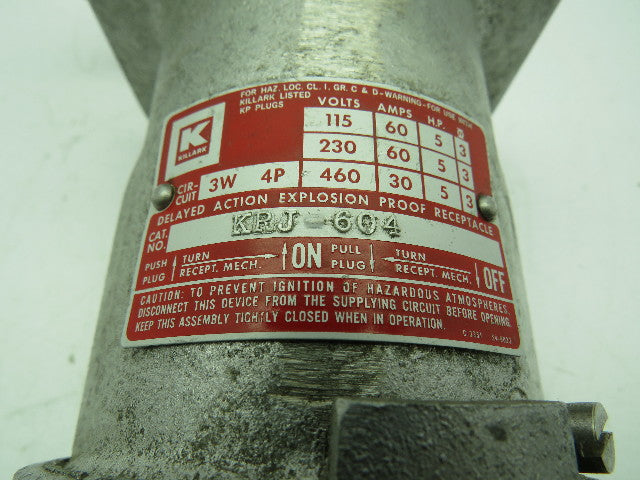 FOR HAZ. LOC. CL. I. GR. C & D-WARNING-FOR USE WITH
KILLARK LISTED
KP PLUGS
VOLTS AMPS H.P.
K
KILLARK
115 60 5 3
230 60 5 3
CIR-
CUIT 3W 4P 460 30 5 3
DELAYED ACTION EXPLOSION PROOF RECEPTACLE
CAT.
NO. KRJ-604
PUSH PLUG TURN RECEPT. MECH. ON PULL PLUG TURN RECEPT. MECH. OFF
CAUTION: TO PREVENT IGNITION OF HAZARDOUS ATMOSPHERES,
DISCONNECT THIS DEVICE FROM THE SUPPLYING CIRCUIT BEFORE OPENING.
KEEP THIS ASSEMBLY TIGHTLY CLOSED WHEN IN OPERATION.